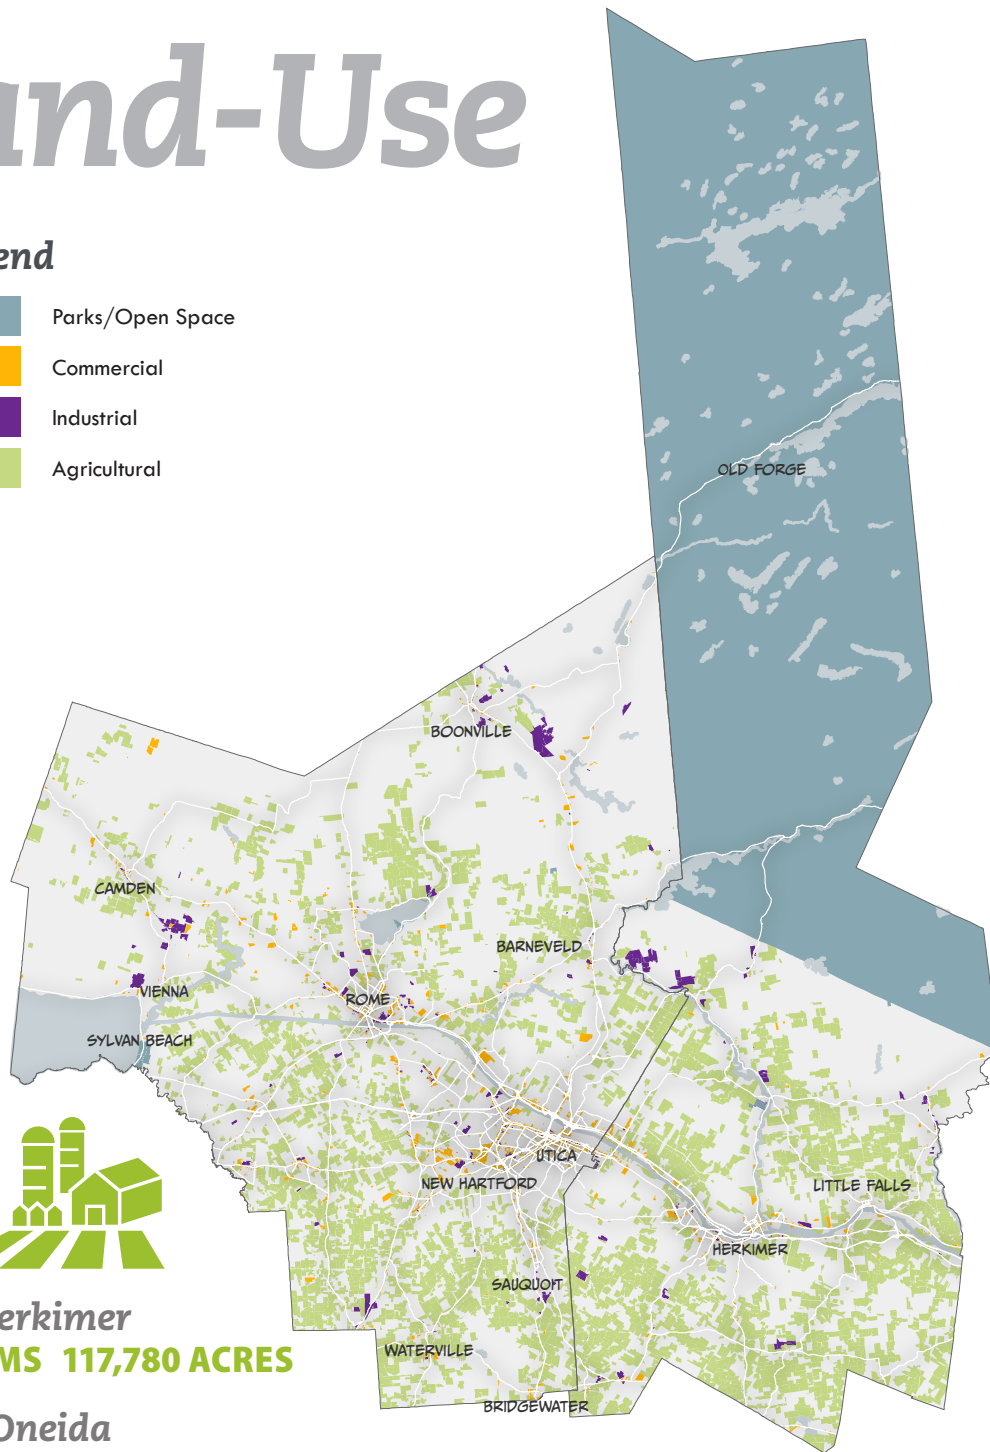 and-Use
end
Parks/Open Space
Commercial
Industrial
Agricultural
OLD FORGE
BOONVILLE
CAMDEN
BARNEVELD
VIENNA
ROME
SYLVAN BEACH
UTICA
NEW HARTFORD
LITTLE FALLS
HERKIMER
SAUQUOIT
WATERVILLE
BRIDGEWATER
erkimer
MS 117,780 ACRES
Oneida